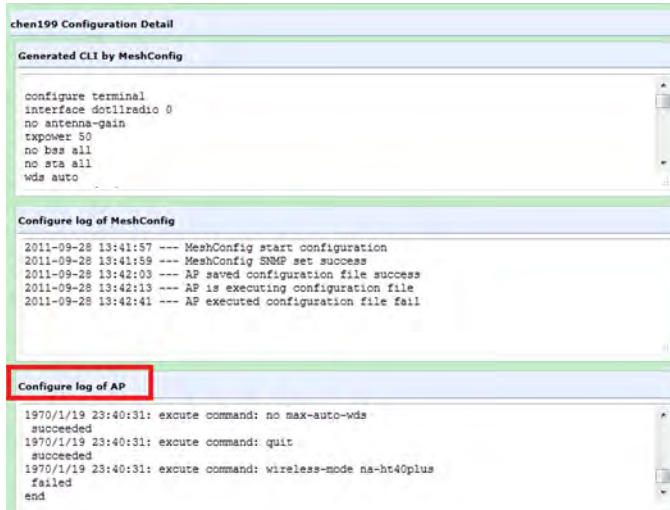 chen199 Configuration Detail
Generated CLI by MeshConfig
configure terminal
interface dot11radio 0
no antenna-gain
txpower 50
no bss all
no sta all
wds auto
Configure log of MeshConfig
2011-09-28 13:41:57 --- MeshConfig start configuration
2011-09-28 13:41:59 --- MeshConfig SNMP set success
2011-09-28 13:42:03 --- AP saved configuration file success
2011-09-28 13:42:13 --- AP is executing configuration file
2011-09-28 13:42:41 --- AP executed configuration file fail
Configure log of AP
1970/1/19 23:40:31: excute command: no max-auto-wds
succeeded
1970/1/19 23:40:31: excute command: quit
succeeded
1970/1/19 23:40:31: excute command: wireless-mode na-ht40plus
failed
end